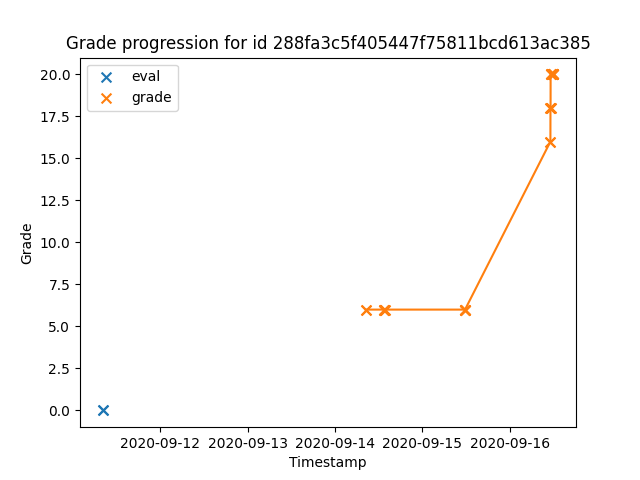 Grade progression for id 288fa3c5f405447f75811bcd613ac385
eval
grade
20.0
17.5
15.0
12.5
10.0
7.5
5.0
2.5
0.0
Grade
2020-09-12 2020-09-13 2020-09-14 2020-09-15 2020-09-16
Timestamp